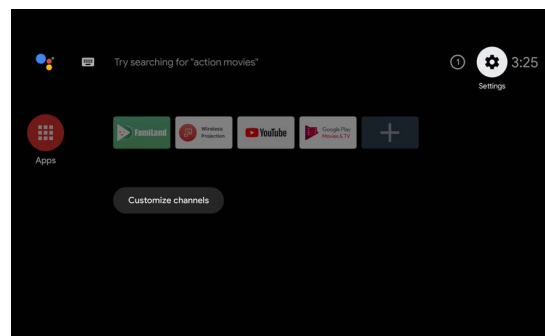 Try searching for "action movies"
1
3:25
Settings
FamiLand
Wireless
Projection
YouTube
Google Play
Movies & TV
Apps
Customize channels